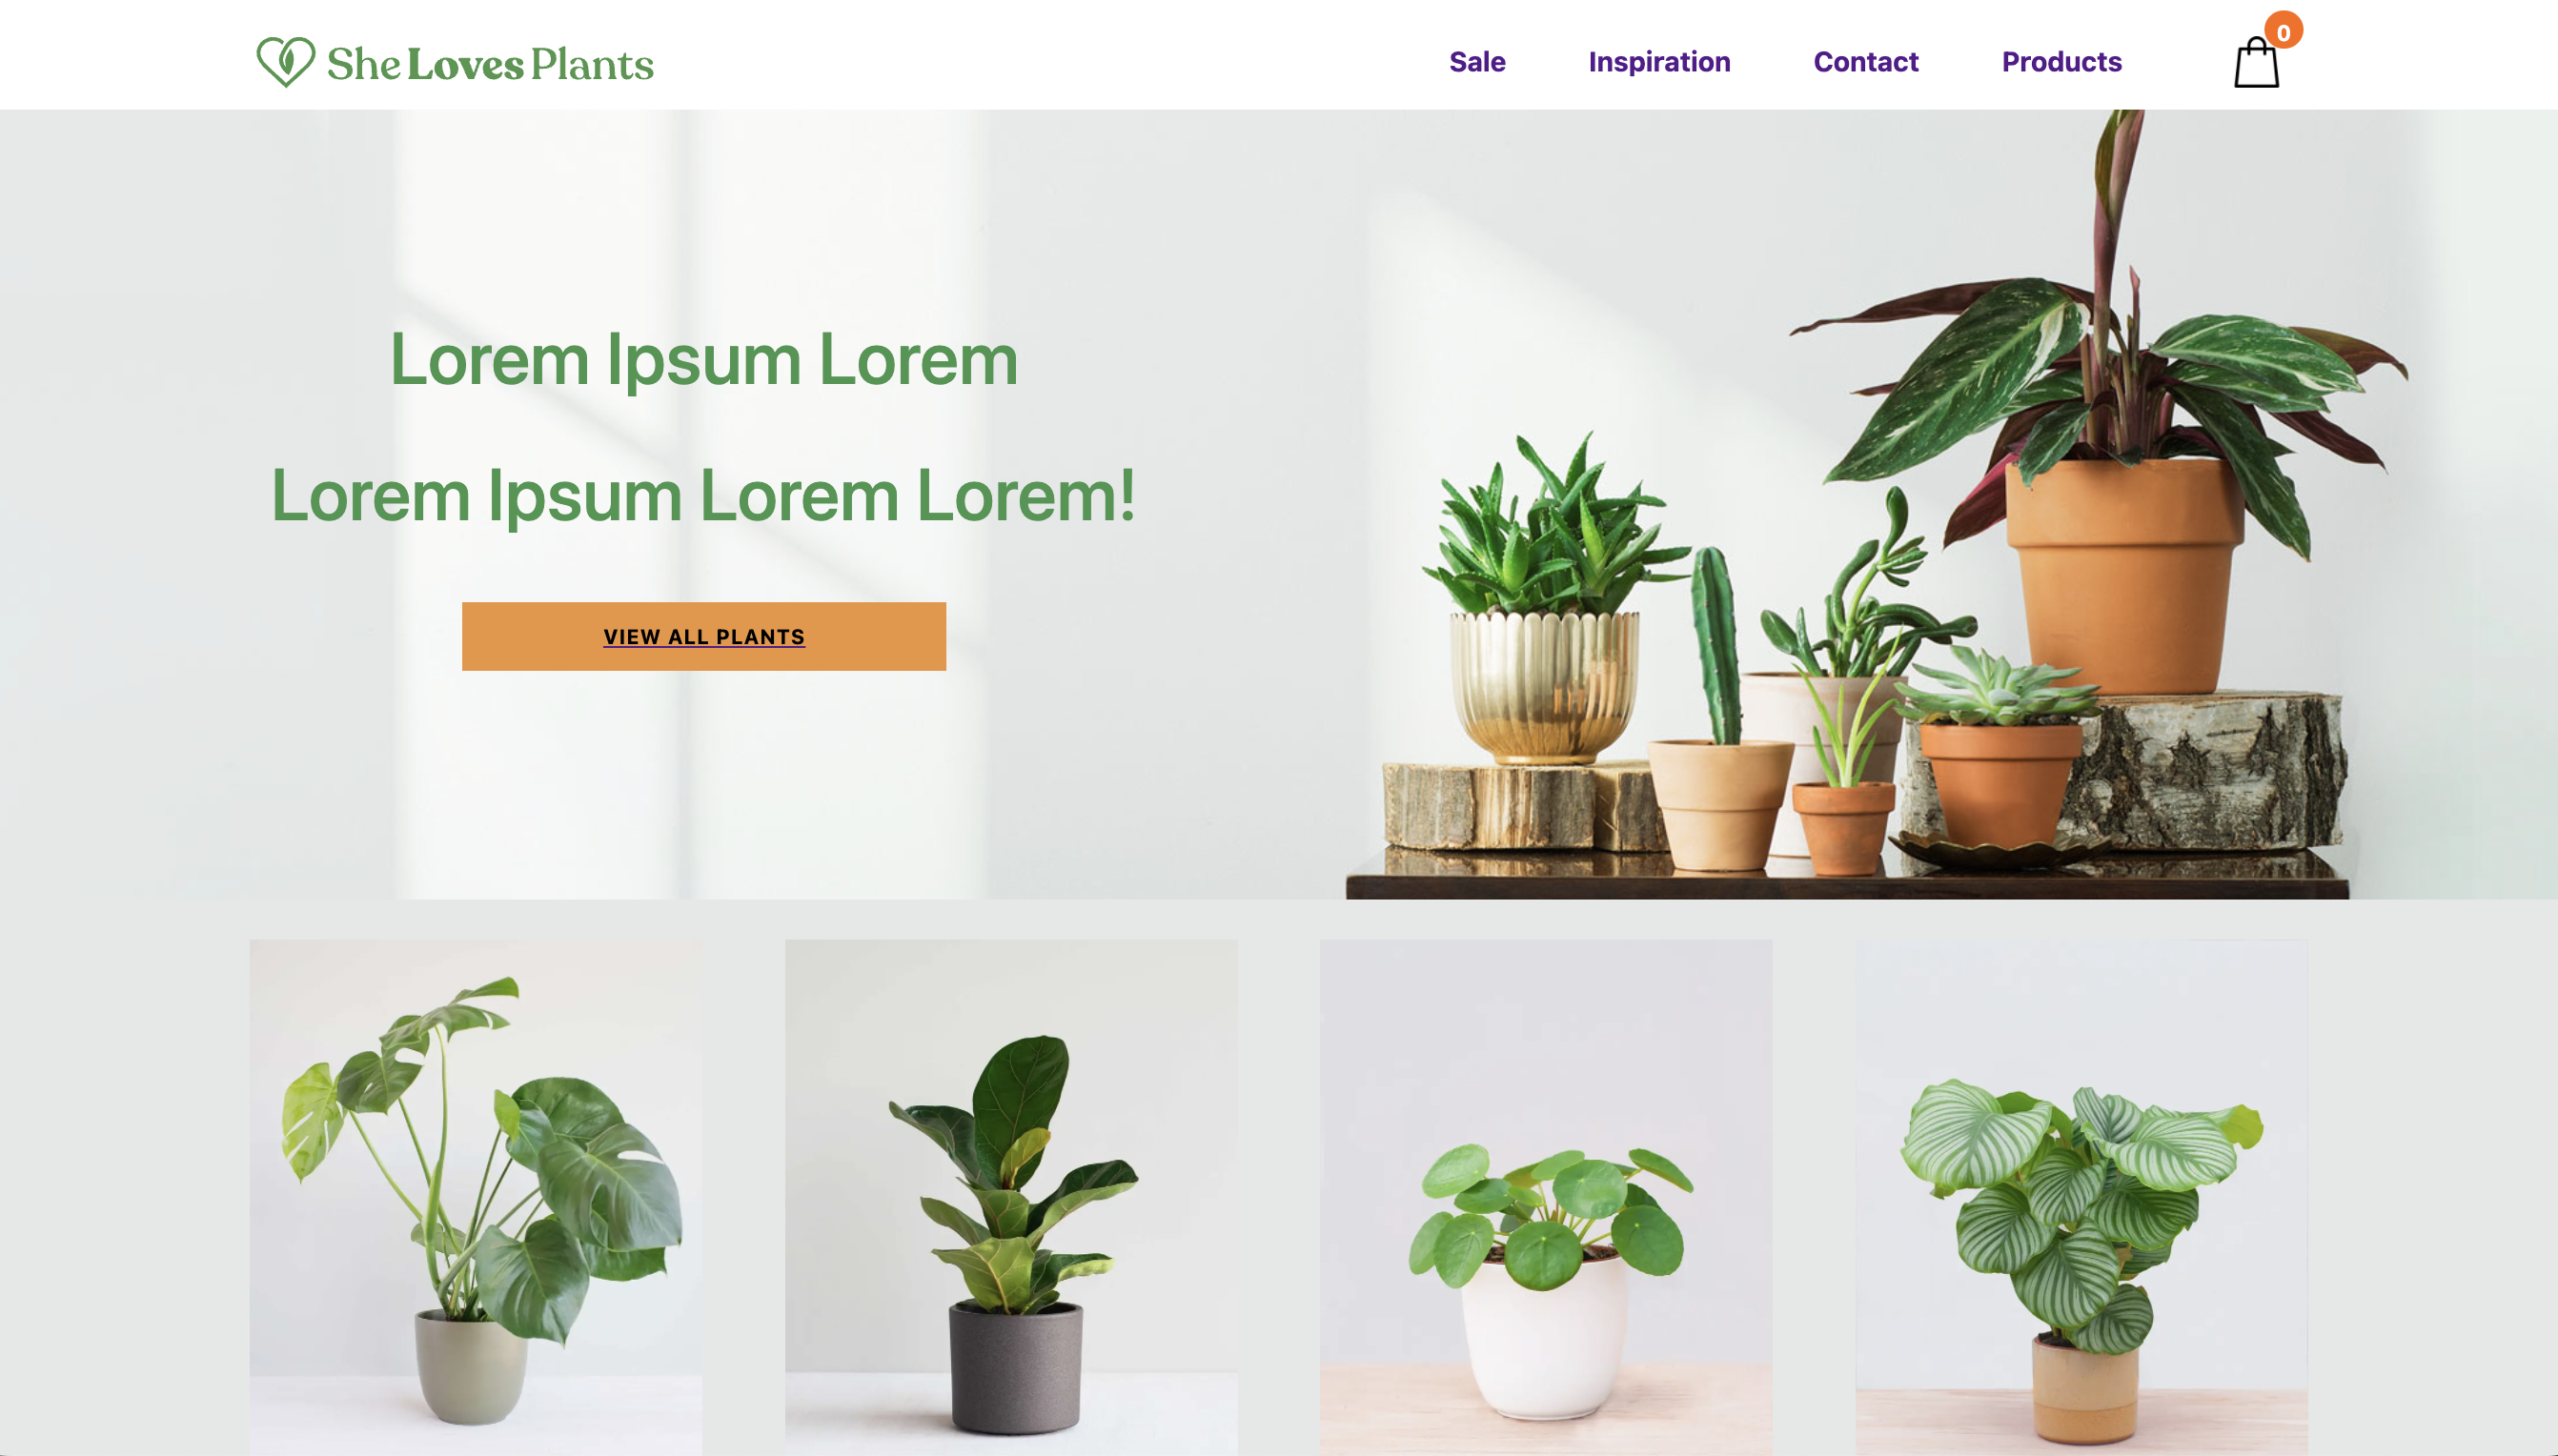 She Loves Plants
Sale
Inspiration
Contact
Products
0
Lorem Ipsum Lorem
Lorem Ipsum Lorem Lorem!
VIEW ALL PLANTS